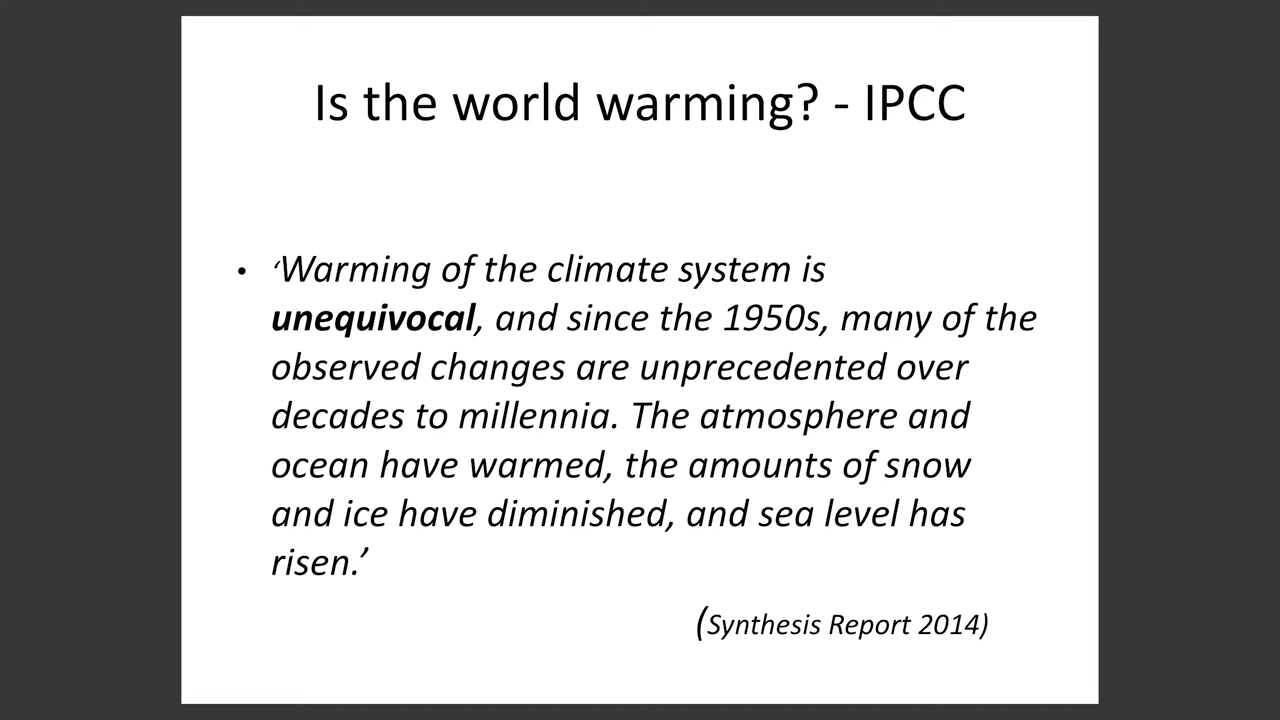 Is the world warming? - IPCC
• ‘Warming of the climate system is
unequivocal, and since the 1950s, many of the
observed changes are unprecedented over
decades to millennia. The atmosphere and
ocean have warmed, the amounts of snow
and ice have diminished, and sea level has
risen.’
(Synthesis Report 2014)